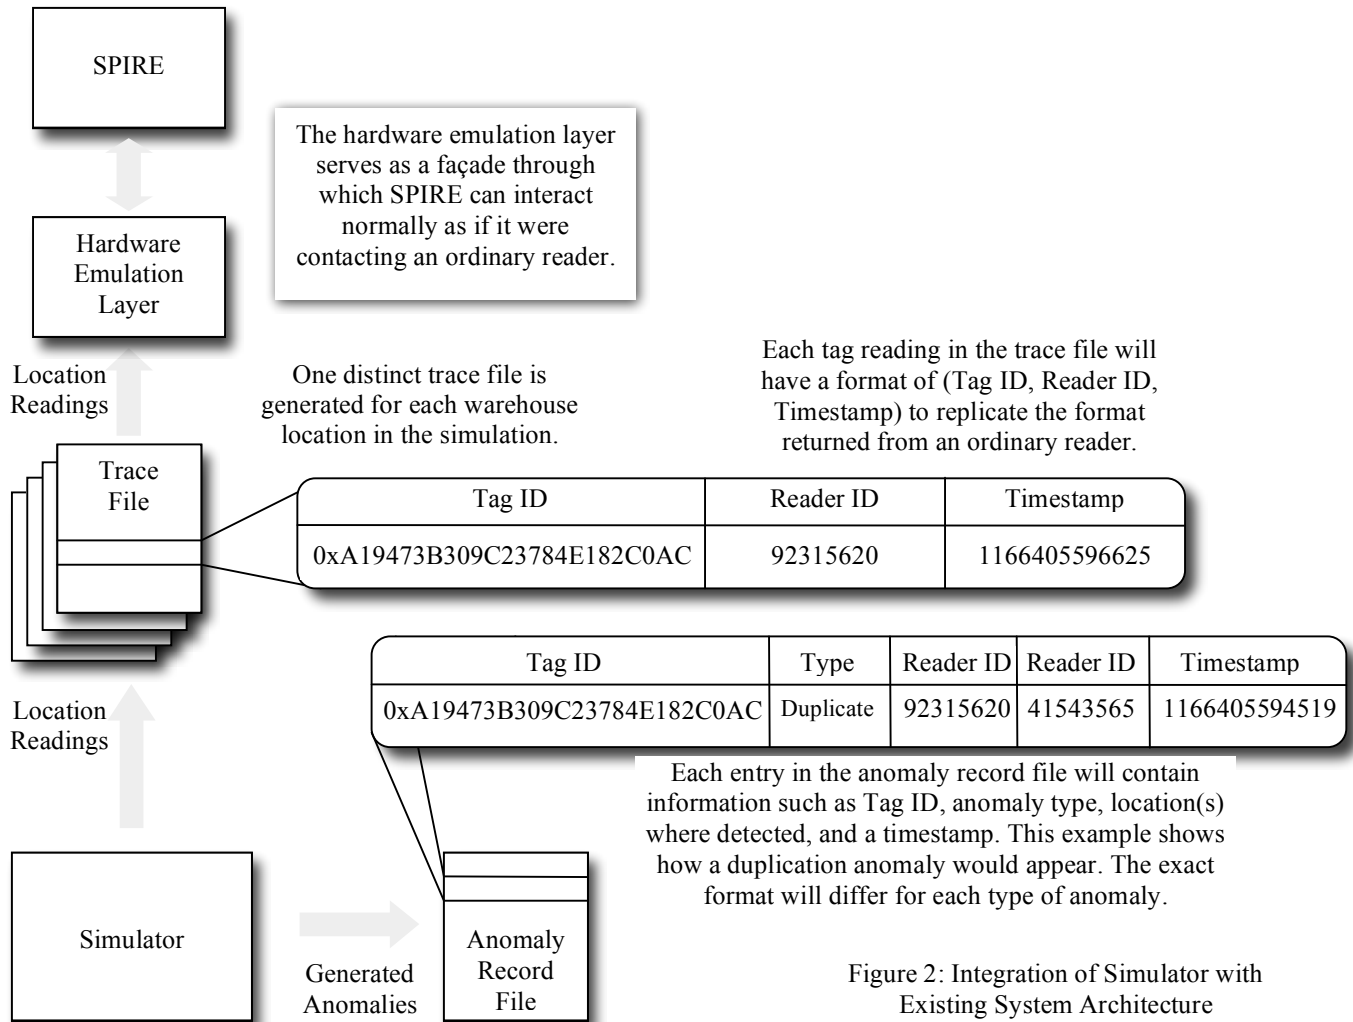 SPIRE
The hardware emulation layer
serves as a façade through
which SPIRE can interact
normally as if it were
contacting an ordinary reader.
Hardware
Emulation
Layer
Location
Readings
One distinct trace file is
generated for each warehouse
location in the simulation.
Each tag reading in the trace file will
have a format of (Tag ID, Reader ID,
Timestamp) to replicate the format
returned from an ordinary reader.
Trace
File
Tag ID Reader ID Timestamp
0xA19473B309C23784E182C0AC 92315620 1166405596625
Tag ID Type Reader ID Reader ID Timestamp
0xA19473B309C23784E182C0AC Duplicate 92315620 41543565 1166405594519
Location
Readings
Each entry in the anomaly record file will contain
information such as Tag ID, anomaly type, location(s)
where detected, and a timestamp. This example shows
how a duplication anomaly would appear. The exact
format will differ for each type of anomaly.
Simulator
Generated
Anomalies
Anomaly
Record
File
Figure 2: Integration of Simulator with
Existing System Architecture